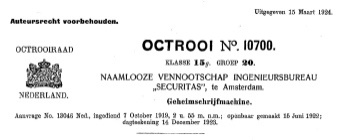 Uitgegeven 15 Maart 1924.
Auteursrecht voorbehouden.
OCTROOIRAAD
NEDERLAND.
OCTROOI No. 10700.
KLASSE 15g. GROEP 20.
NAAMLOOZE VENNOOTSCHAP INGENIEURSBUREAU
„SECURITAS”, te Amsterdam.
Geheimschrijfmachine.
Aanvrage No. 13046 Ned., ingediend 7 October 1919, 2 u. 55 m. n.m.; openbaar gemaakt 15 Juni 1922;
dagteekening 14 December 1923.